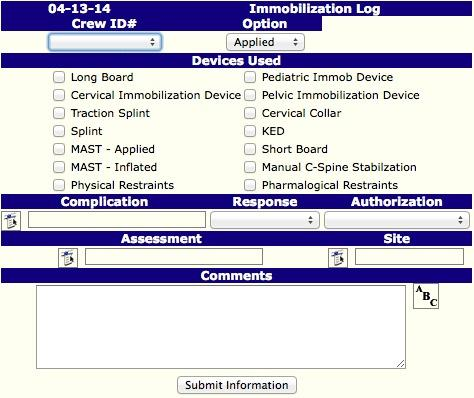 04-13-14 Immobilization Log
Crew ID# Option
Applied
Devices Used
Long Board Pediatric Immob Device
Cervical Immobilization Device Pelvic Immobilization Device
Traction Splint Cervical Collar
Splint KED
MAST - Applied Short Board
MAST - Inflated Manual C-Spine Stabilzation
Physical Restraints Pharmalogical Restraints
Complication Response Authorization
Assessment Site
Comments
ABC
Submit Information